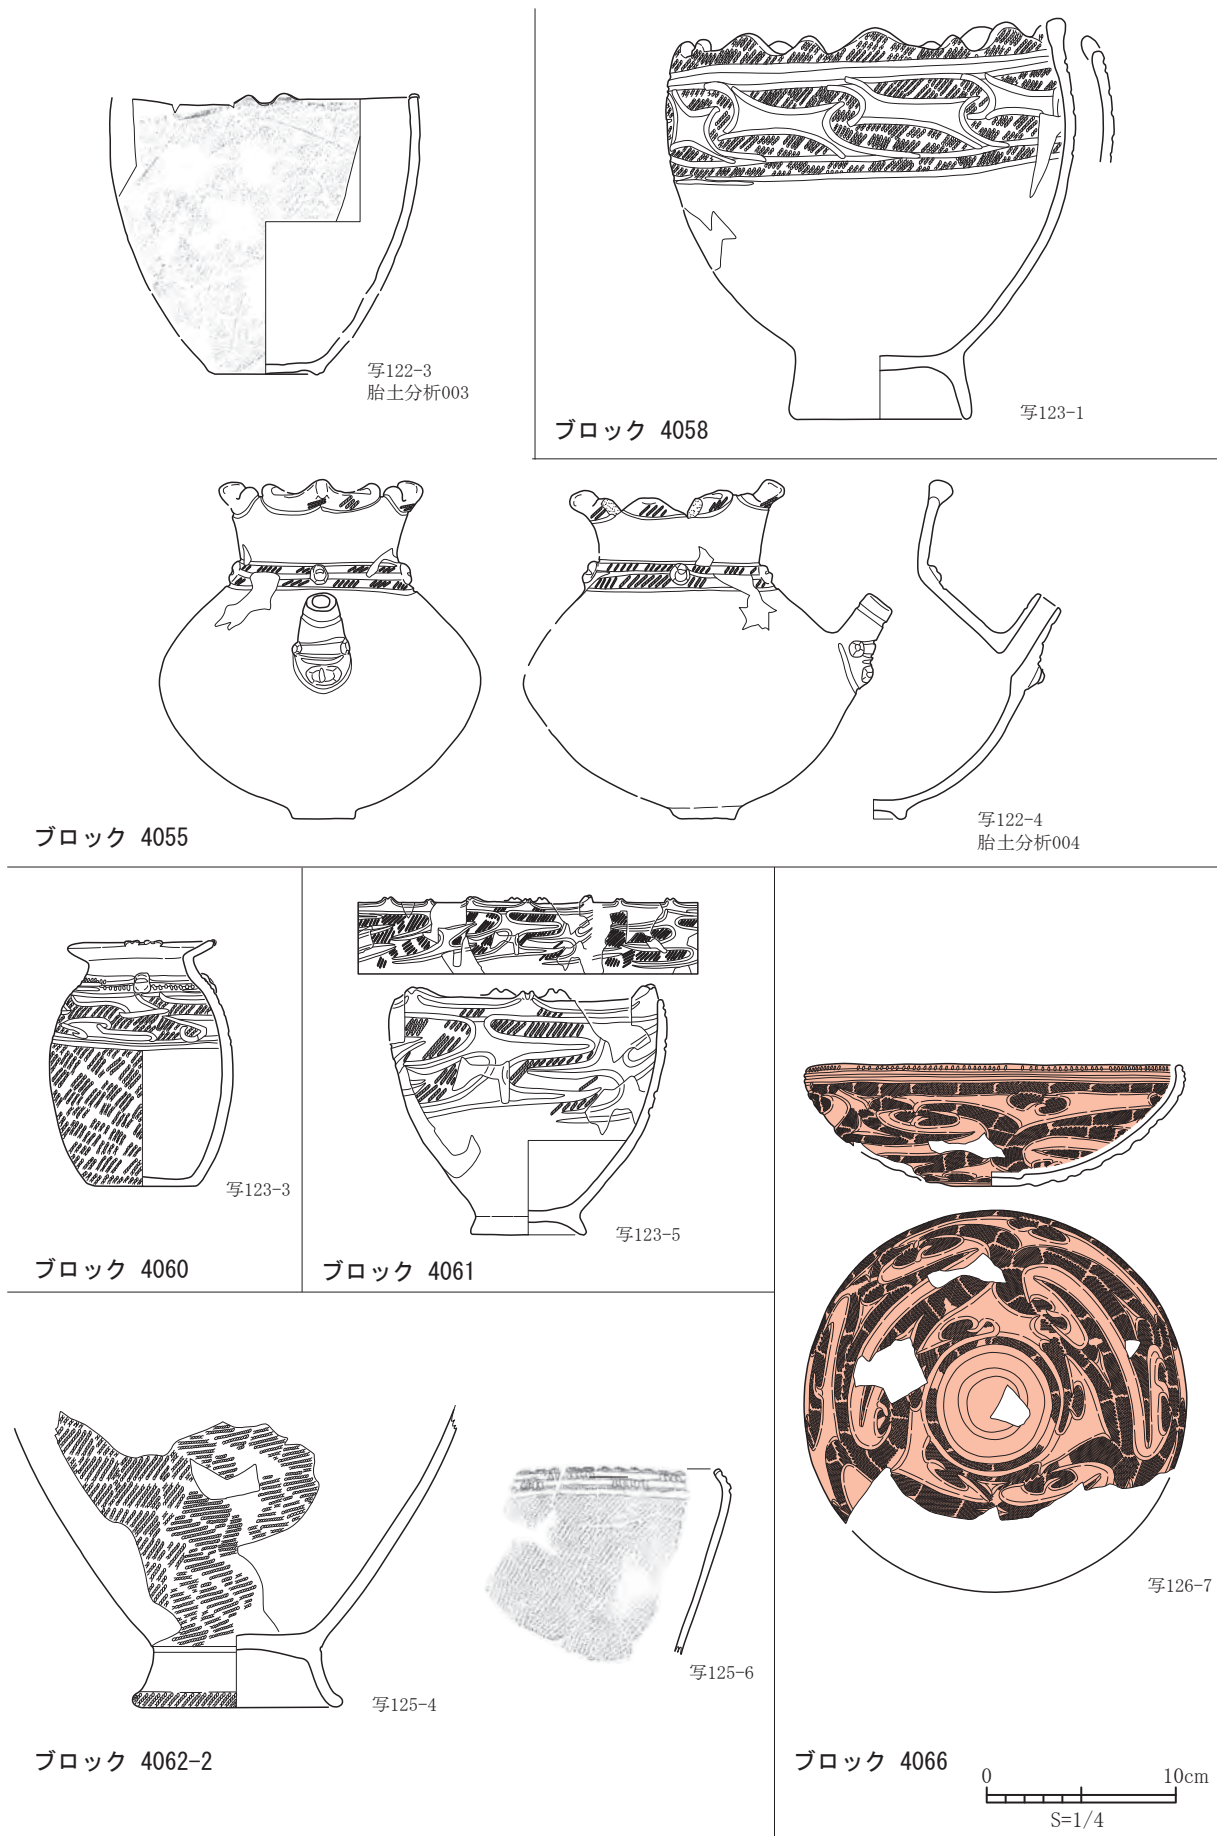 写122-3
胎土分析003
写123-1
ブロック 4058
写122-4
胎土分析004
ブロック 4055
写123-3
ブロック 4060
写123-5
ブロック 4061
写126-7
写125-4
写125-6
ブロック 4062-2
ブロック 4066
0 10cm
S=1/4